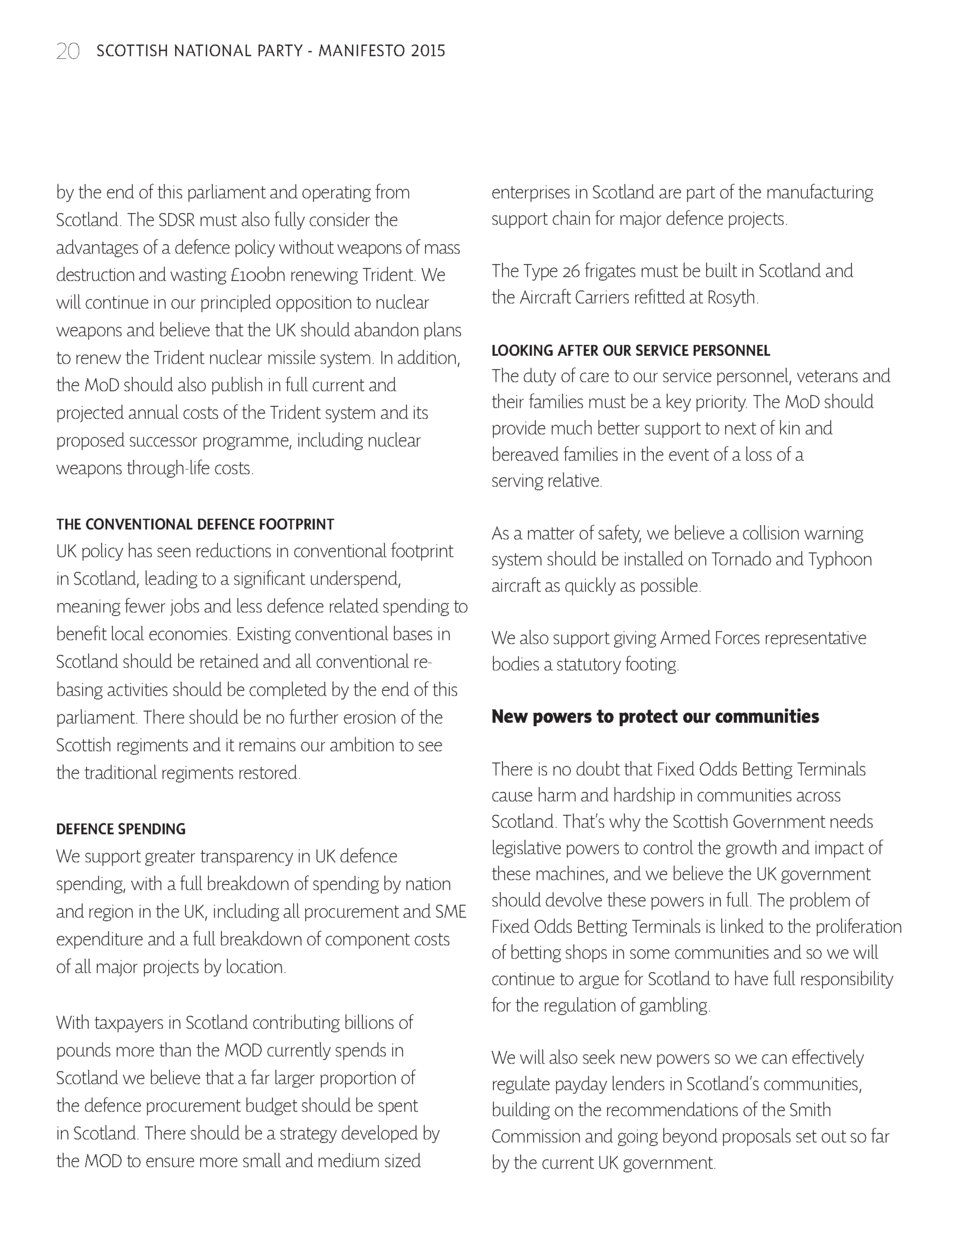 20 SCOTTISH NATIONAL PARTY - MANIFESTO 2015
by the end of this parliament and operating from
Scotland. The SDSR must also fully consider the
advantages of a defence policy without weapons of mass
destruction and wasting £100bn renewing Trident. We
will continue in our principled opposition to nuclear
weapons and believe that the UK should abandon plans
to renew the Trident nuclear missile system. In addition,
the MoD should also publish in full current and
projected annual costs of the Trident system and its
proposed successor programme, including nuclear
weapons through-life costs.
THE CONVENTIONAL DEFENCE FOOTPRINT
UK policy has seen reductions in conventional footprint
in Scotland, leading to a significant underspend,
meaning fewer jobs and less defence related spending to
benefit local economies. Existing conventional bases in
Scotland should be retained and all conventional re-
basing activities should be completed by the end of this
parliament. There should be no further erosion of the
Scottish regiments and it remains our ambition to see
the traditional regiments restored.
DEFENCE SPENDING
We support greater transparency in UK defence
spending, with a full breakdown of spending by nation
and region in the UK, including all procurement and SME
expenditure and a full breakdown of component costs
of all major projects by location.
With taxpayers in Scotland contributing billions of
pounds more than the MOD currently spends in
Scotland we believe that a far larger proportion of
the defence procurement budget should be spent
in Scotland. There should be a strategy developed by
the MOD to ensure more small and medium sized
enterprises in Scotland are part of the manufacturing
support chain for major defence projects.
The Type 26 frigates must be built in Scotland and
the Aircraft Carriers refitted at Rosyth.
LOOKING AFTER OUR SERVICE PERSONNEL
The duty of care to our service personnel, veterans and
their families must be a key priority. The MoD should
provide much better support to next of kin and
bereaved families in the event of a loss of a
serving relative.
As a matter of safety, we believe a collision warning
system should be installed on Tornado and Typhoon
aircraft as quickly as possible.
We also support giving Armed Forces representative
bodies a statutory footing.
New powers to protect our communities
There is no doubt that Fixed Odds Betting Terminals
cause harm and hardship in communities across
Scotland. That's why the Scottish Government needs
legislative powers to control the growth and impact of
these machines, and we believe the UK government
should devolve these powers in full. The problem of
Fixed Odds Betting Terminals is linked to the proliferation
of betting shops in some communities and so we will
continue to argue for Scotland to have full responsibility
for the regulation of gambling.
We will also seek new powers so we can effectively
regulate payday lenders in Scotland's communities,
building on the recommendations of the Smith
Commission and going beyond proposals set out so far
by the current UK government.